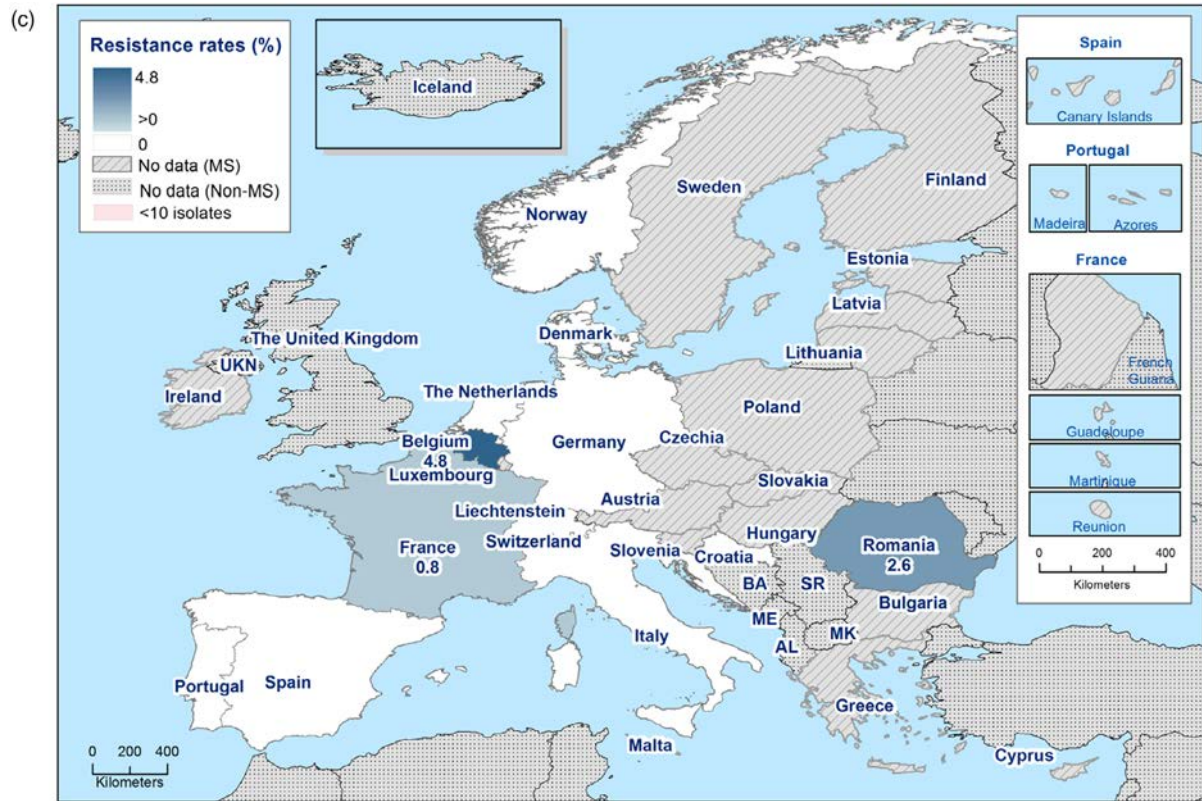 (c)
Resistance rates (%)
4.8
>0
0
No data (MS)
No data (Non-MS)
<10 isolates
Iceland
Spain
Canary Islands
Portugal
Madeira
Azores
France
French
Guiana
Guadeloupe
Martinique
Reunion
0 200 400
Kilometers
Norway
Sweden
Finland
Estonia
Latvia
Lithuania
Denmark
The United Kingdom
UKN
Ireland
The Netherlands
Belgium
4.8
Luxembourg
Germany
Poland
Czechia
Slovakia
Austria
Liechtenstein
Switzerland
France
0.8
Hungary
Slovenia
Croatia
Romania
2.6
BA
SR
Bulgaria
ME
MK
AL
Italy
Portugal
Spain
Greece
Malta
Cyprus
0 200 400
Kilometers